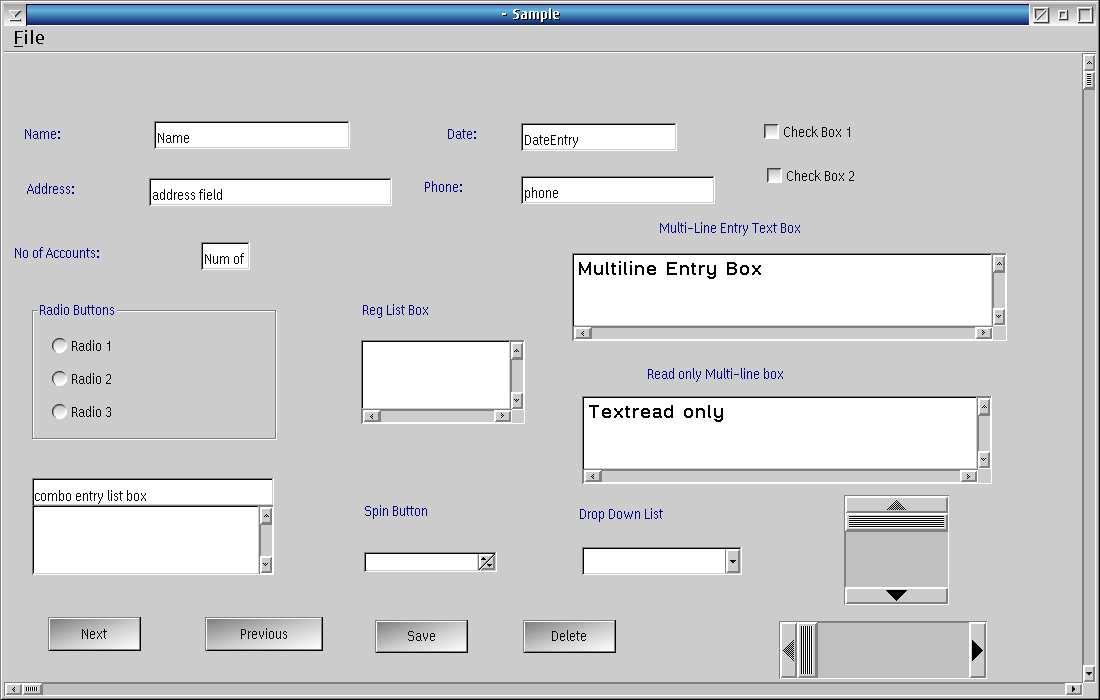 - Sample
File
Name:
Name
Date:
DateEntry
Check Box 1
Address:
address field
Phone:
phone
Check Box 2
No of Accounts:
Num of
Multi-Line Entry Text Box
Multiline Entry Box
Radio Buttons
Radio 1
Radio 2
Radio 3
Reg List Box
Read only Multi-line box
Textread only
combo entry list box
Spin Button
Drop Down List
Next
Previous
Save
Delete